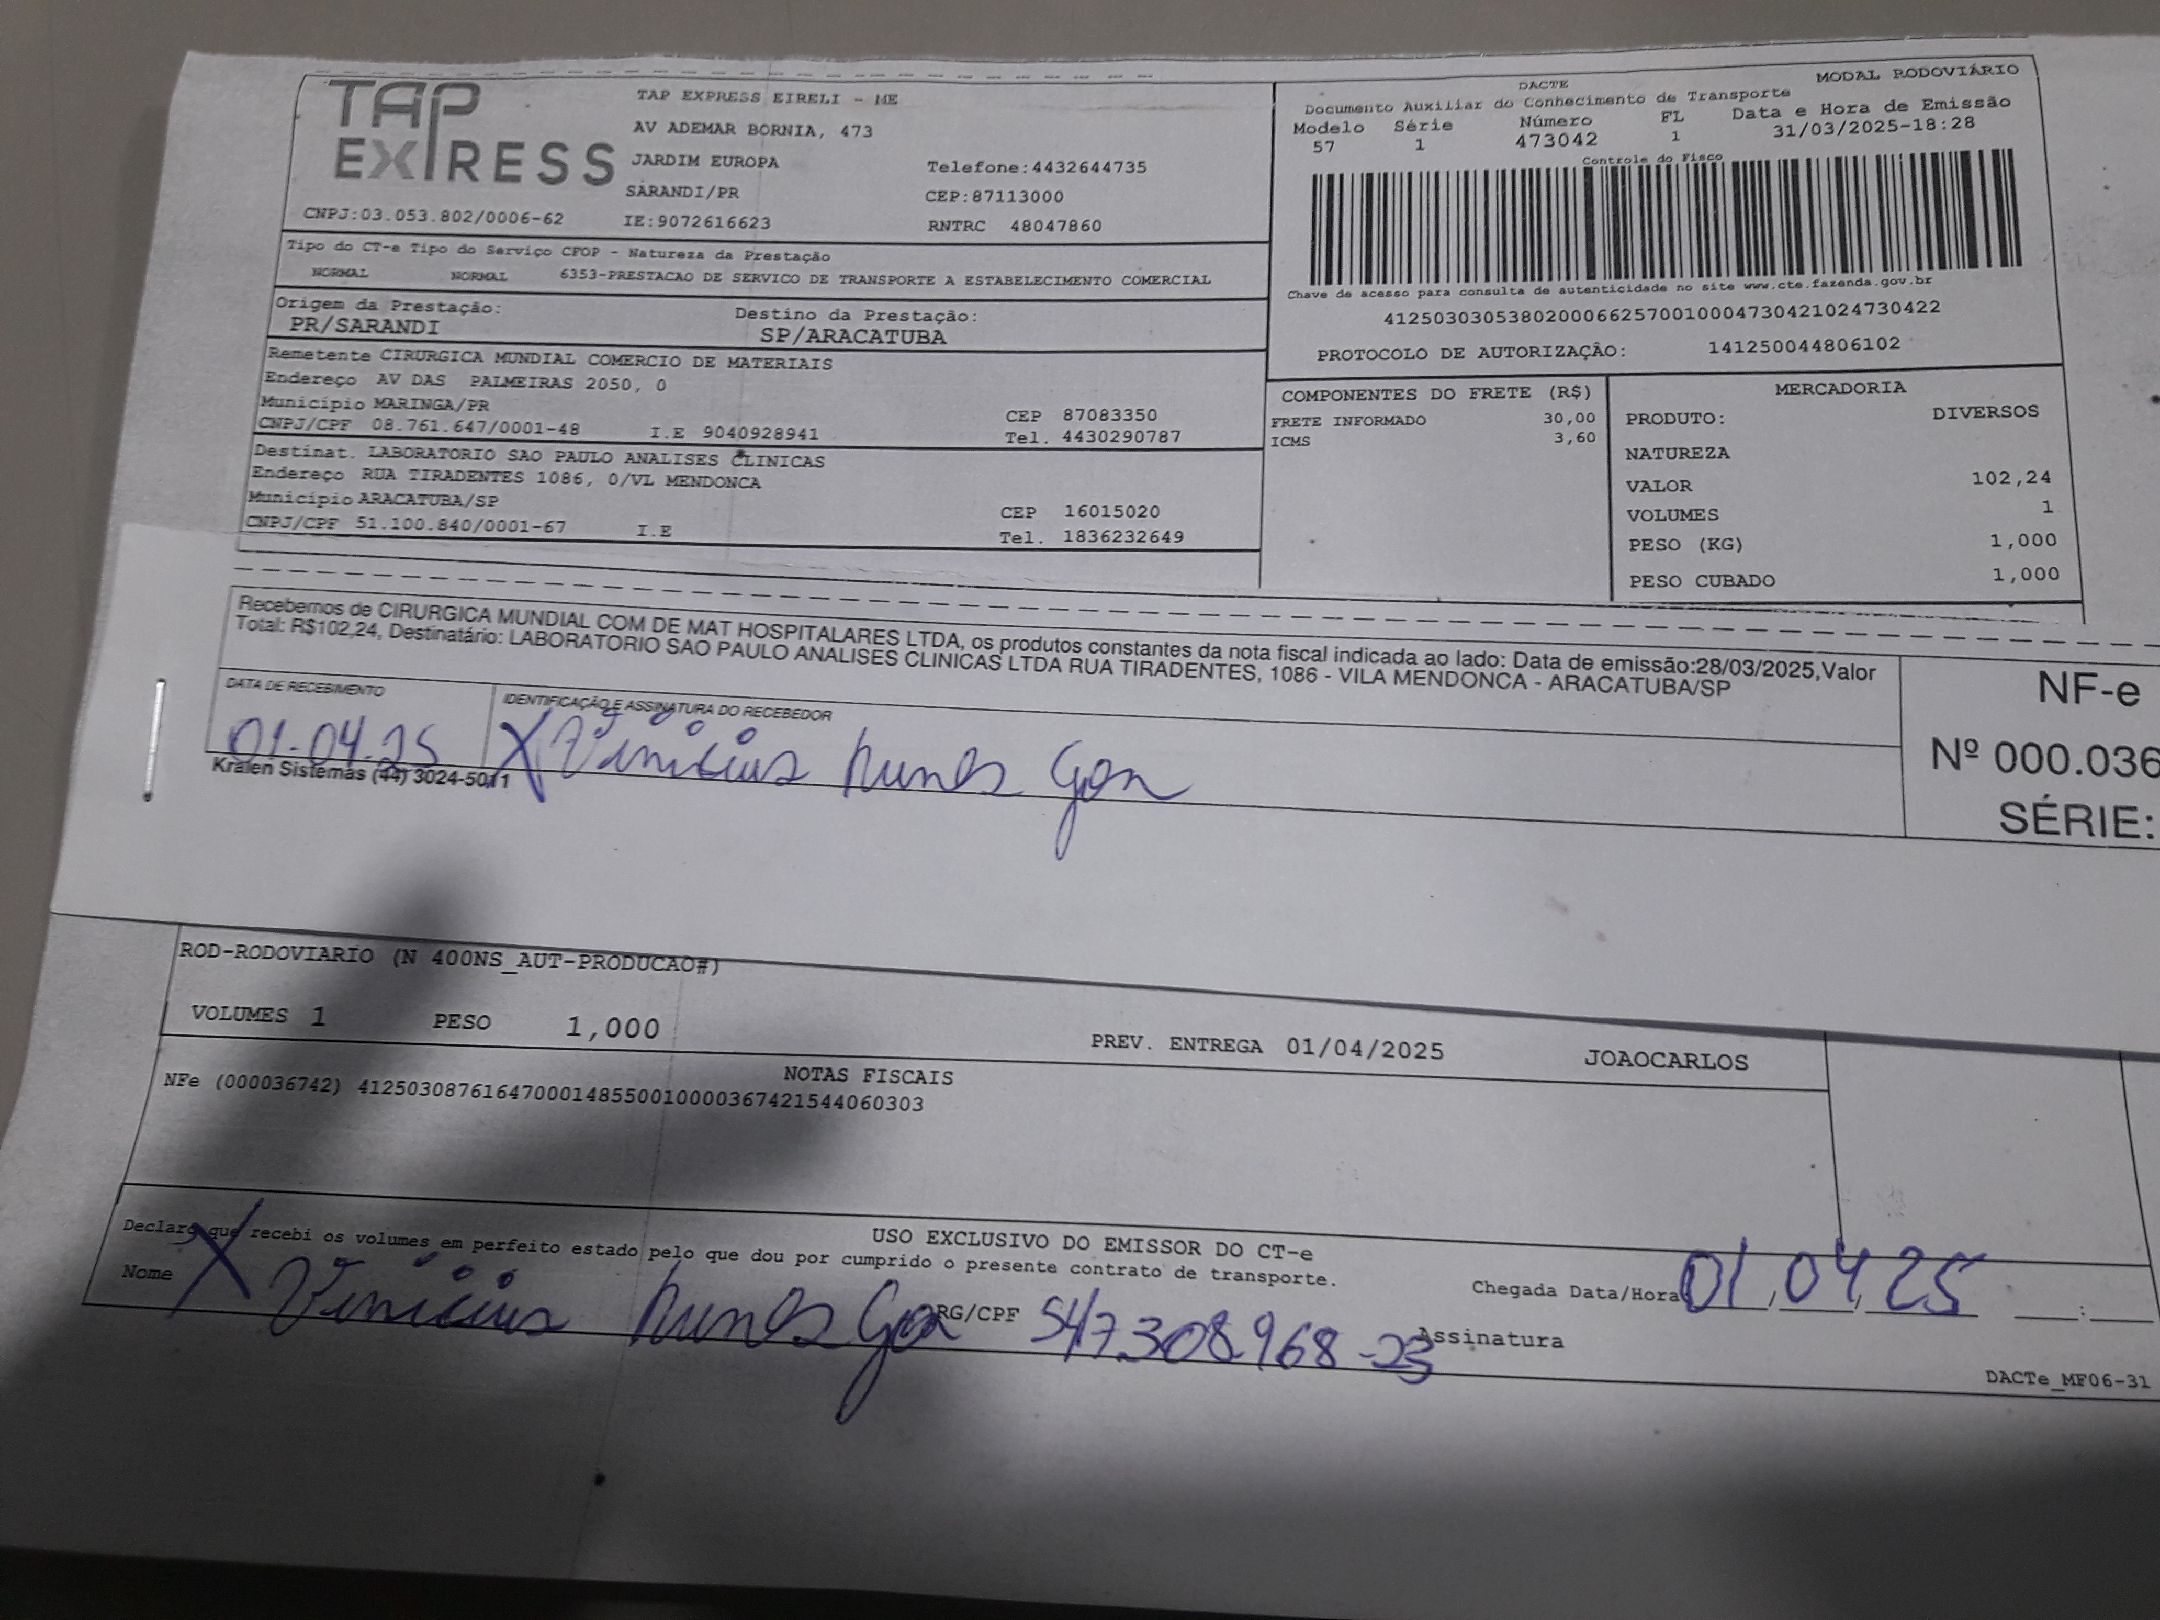 TAP EXPRESS
TAP EXPRESS EIRELI - ME
AV ADEMAR BORNIA, 473
JARDIM EUROPA Telefone:4432644735
SARANDI/PR CEP:87113000
CNPJ:03.053.802/0006-62 IE:9072616623 RNTRC 48047860
Tipo do CT-e Tipo do Serviço CFOP - Natureza da Prestação
NORMAL NORMAL 6353-PRESTACAO DE SERVICO DE TRANSPORTE A ESTABELECIMENTO COMERCIAL
Origem da Prestação: Destino da Prestação:
PR/SARANDI SP/ARACATUBA
Remetente CIRURGICA MUNDIAL COMERCIO DE MATERIAIS
Endereço AV DAS PALMEIRAS 2050, 0
Município MARINGA/PR CEP 87083350
CNPJ/CPF 08.761.647/0001-48 I.E 9040928941 Tel. 4430290787
Destinat. LABORATORIO SAO PAULO ANALISES CLINICAS
Endereço RUA TIRADENTES 1086, 0/VL MENDONCA
Município ARACATUBA/SP CEP 16015020
CNPJ/CPF 51.100.840/0001-67 I.E Tel. 1836232649
DACTE MODAL RODOVIÁRIO
Documento Auxiliar do Conhecimento de Transporte
Modelo Série Número FL Data e Hora de Emissão
57 1 473042 1 31/03/2025-18:28
Controle do Fisco
Chave de acesso para consulta de autenticidade no site www.cte.fazenda.gov.br
41250303053802000662570010004730421024730422
PROTOCOLO DE AUTORIZAÇÃO: 141250044806102
COMPONENTES DO FRETE (R$)
FRETE INFORMADO 30,00
ICMS 3,60
MERCADORIA
PRODUTO: DIVERSOS
NATUREZA
VALOR 102,24
VOLUMES 1
PESO (KG) 1,000
PESO CUBADO 1,000
Recebemos de CIRURGICA MUNDIAL COM DE MAT HOSPITALARES LTDA, os produtos constantes da nota fiscal indicada ao lado: Data de emissão:28/03/2025,Valor
Total: R$102,24, Destinatário: LABORATORIO SAO PAULO ANALISES CLINICAS LTDA RUA TIRADENTES, 1086 - VILA MENDONCA - ARACATUBA/SP
DATA DE RECEBIMENTO IDENTIFICAÇÃO E ASSINATURA DO RECEBEDOR
01-04-25 X Vinicius Nunes Gon
Kralen Sistemas (44) 3024-5011
NF-e
Nº 000.036
SÉRIE:
ROD-RODOVIARIO (N 400NS_AUT-PRODUCAO#)
VOLUMES 1 PESO 1,000 PREV. ENTREGA 01/04/2025 JOAOCARLOS
NOTAS FISCAIS
NFe (000036742) 41250308761647000148550010000367421544060303
USO EXCLUSIVO DO EMISSOR DO CT-e
Declaro que recebi os volumes em perfeito estado pelo que dou por cumprido o presente contrato de transporte.
Chegada Data/Hora 01,04,25 :
Nome X Vinicius Nunes Gon RG/CPF 547308968-23 Assinatura
DACTe_MF06-31